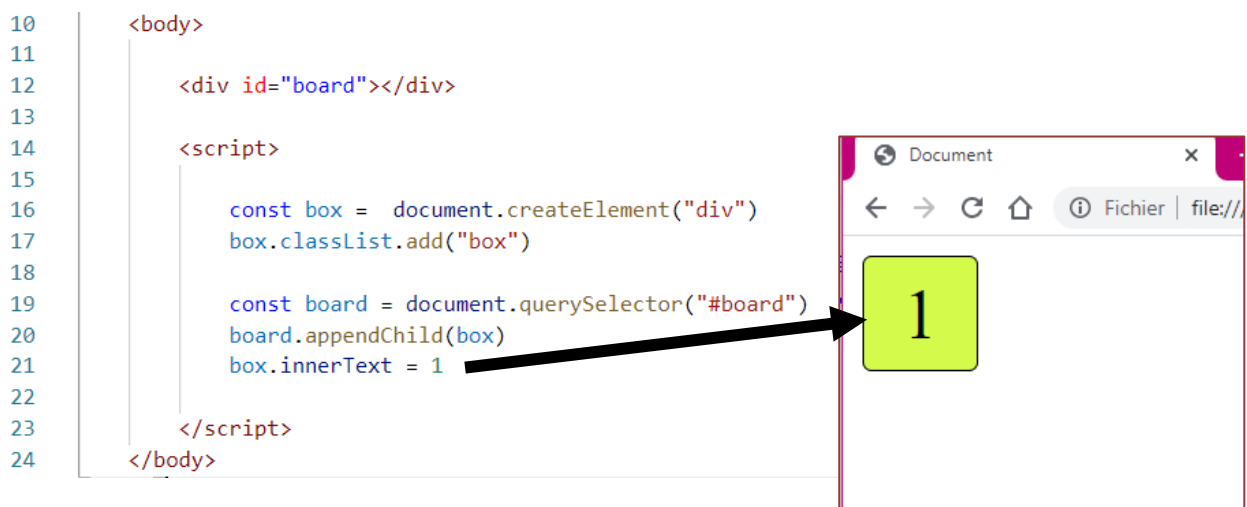 10 <body>
11
12 <div id="board"></div>
13
14 <script>
15
16 const box =  document.createElement("div")
17 box.classList.add("box")
18
19 const board = document.querySelector("#board")
20 board.appendChild(box)
21 box.innerText = 1
22
23 </script>
24 </body>
Document
Fichier | file:///
1